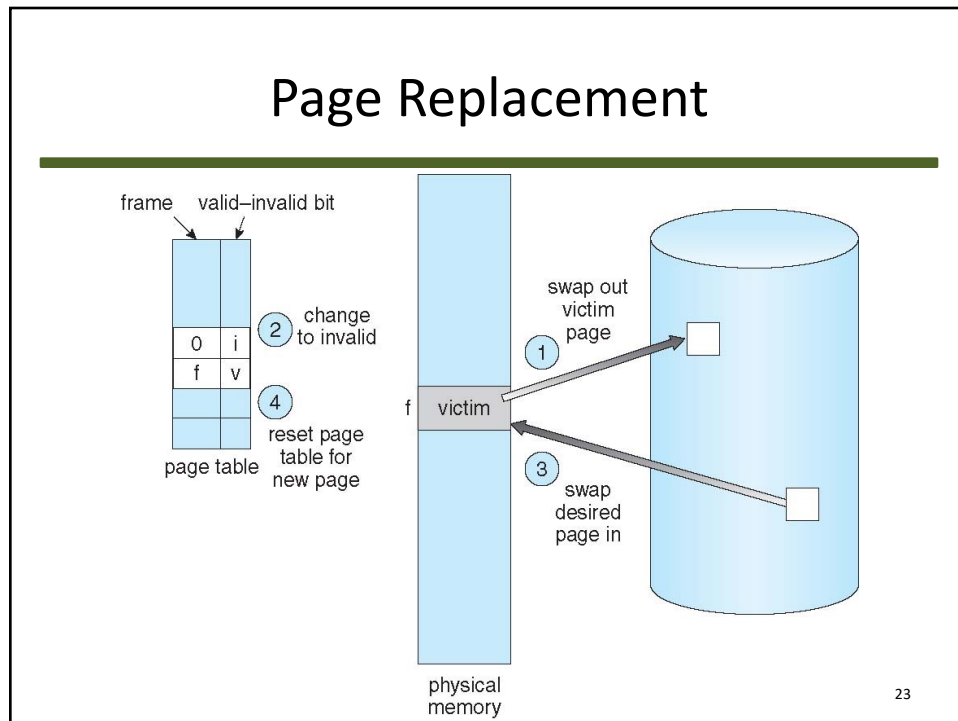 Page Replacement
frame valid–invalid bit
0 i
f v
page table
2
change
to invalid
4
reset page
table for
new page
f victim
physical
memory
1
swap out
victim
page
3
swap
desired
page in
23